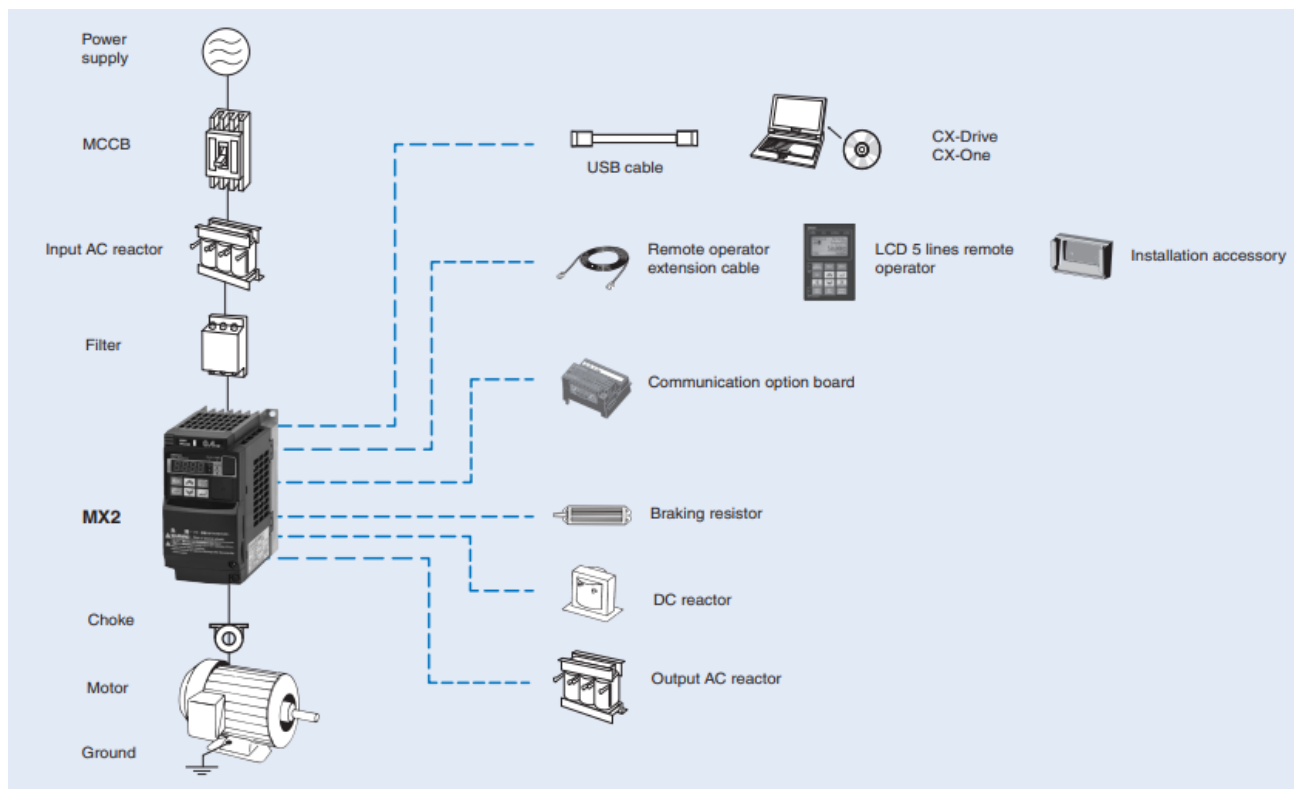 Power
supply
MCCB
USB cable
CX-Drive
CX-One
Input AC reactor
Remote operator
extension cable
LCD 5 lines remote
operator
Installation accessory
Filter
Communication option board
MX2
Braking resistor
DC reactor
Choke
Output AC reactor
Motor
Ground